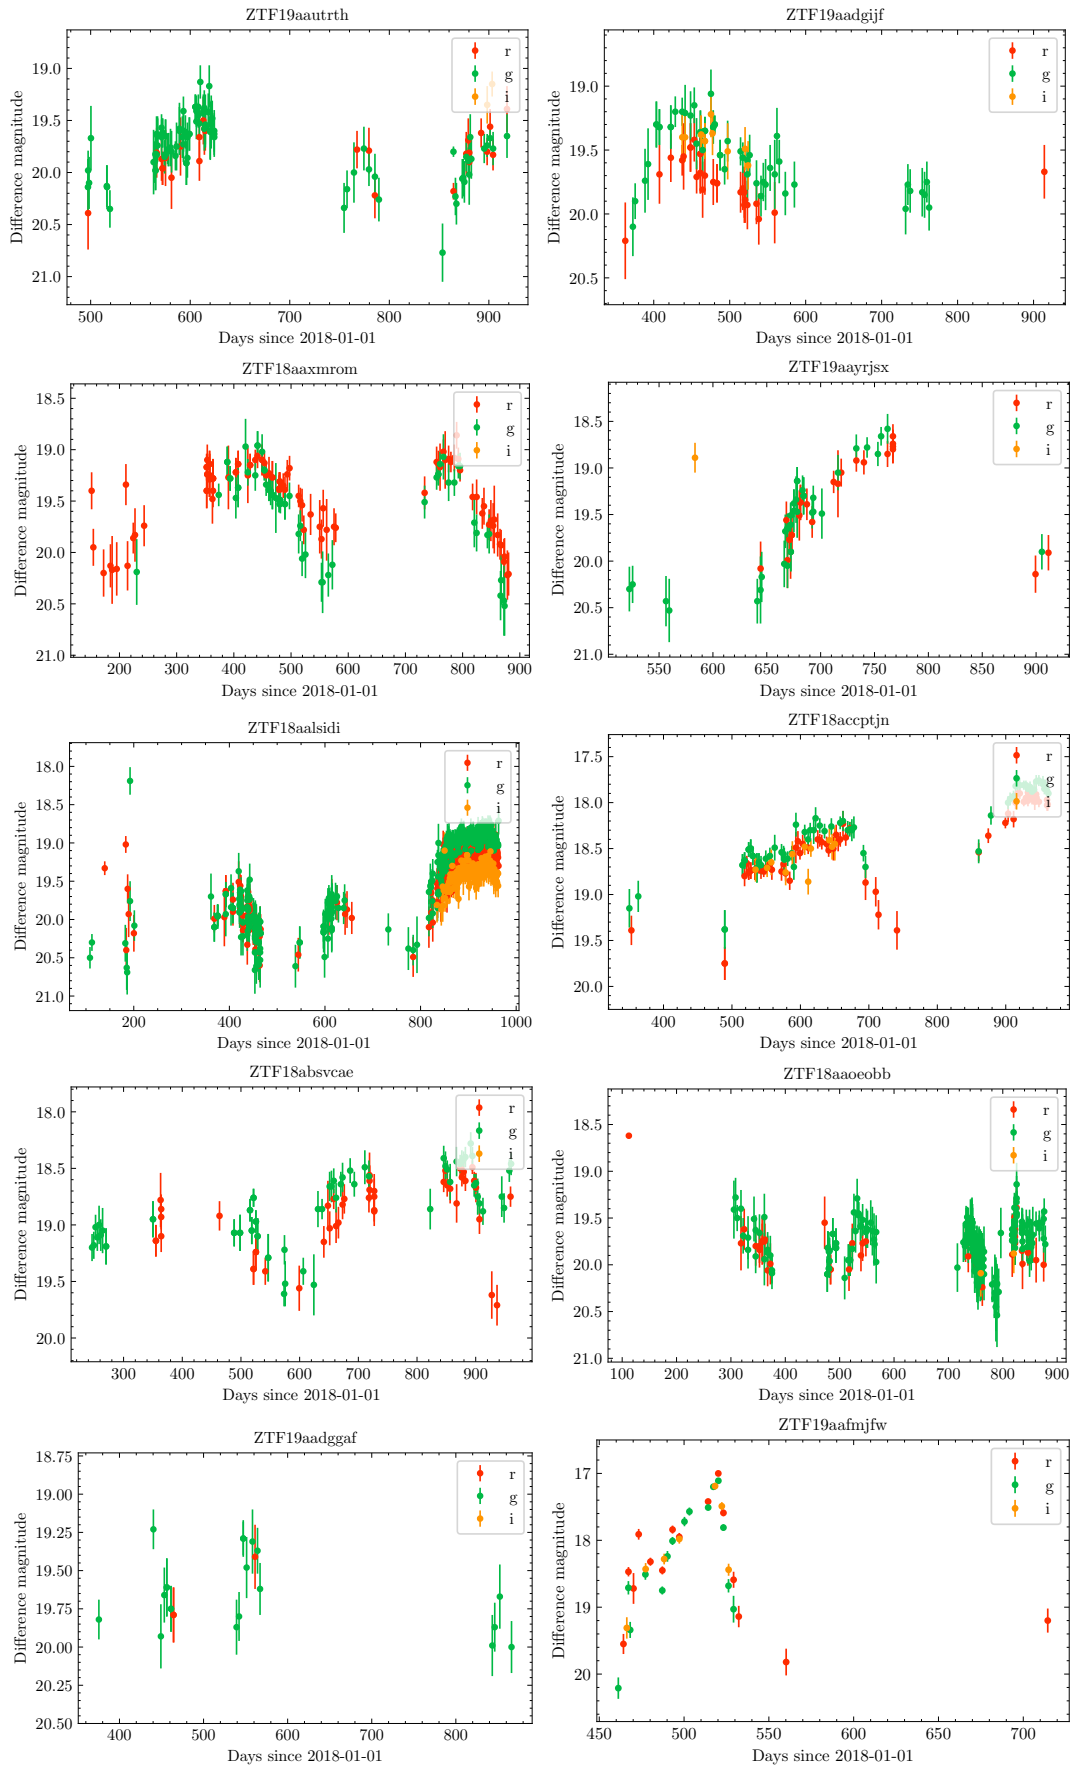 ZTF19aautrth
Difference magnitude
19.0
19.5
20.0
20.5
21.0
500
600
700
800
900
Days since 2018-01-01
r
g
i
ZTF19aadgijf
Difference magnitude
19.0
19.5
20.0
20.5
400
500
600
700
800
900
Days since 2018-01-01
r
g
i
ZTF18aaxmrom
Difference magnitude
18.5
19.0
19.5
20.0
20.5
21.0
200
300
400
500
600
700
800
900
Days since 2018-01-01
r
g
i
ZTF19aayrjsx
Difference magnitude
18.5
19.0
19.5
20.0
20.5
21.0
550
600
650
700
750
800
850
900
Days since 2018-01-01
r
g
i
ZTF18aalsidi
Difference magnitude
18.0
18.5
19.0
19.5
20.0
20.5
21.0
200
300
400
500
600
700
800
900
1000
Days since 2018-01-01
r
g
i
ZTF18accptjn
Difference magnitude
17.5
18.0
18.5
19.0
19.5
20.0
400
500
600
700
800
900
Days since 2018-01-01
r
g
i
ZTF18absvcae
Difference magnitude
18.0
18.5
19.0
19.5
20.0
300
400
500
600
700
800
900
Days since 2018-01-01
r
g
i
ZTF18aaoeobb
Difference magnitude
18.5
19.0
19.5
20.0
20.5
21.0
100
200
300
400
500
600
700
800
900
Days since 2018-01-01
r
g
i
ZTF19aadggaf
Difference magnitude
18.75
19.00
19.25
19.50
19.75
20.00
20.25
20.50
400
500
600
700
800
Days since 2018-01-01
r
g
i
ZTF19aafmjfw
Difference magnitude
17
18
19
20
450
500
550
600
650
700
Days since 2018-01-01
r
g
i